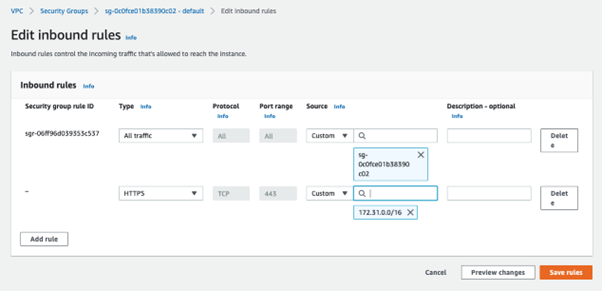 VPC > Security Groups > sg-0c0fce01b38390c02 - default > Edit inbound rules
Edit inbound rules Info
Inbound rules control the incoming traffic that's allowed to reach the instance.
Inbound rules Info
Security group rule ID Type Info Protocol Info Port range Info Source Info Description - optional Info
sgr-06ff96d039353c537 All traffic All All Custom Delete
sg-0c0fce01b38390c02
– HTTPS TCP 443 Custom Delete
172.31.0.0/16
Add rule
Cancel Preview changes Save rules